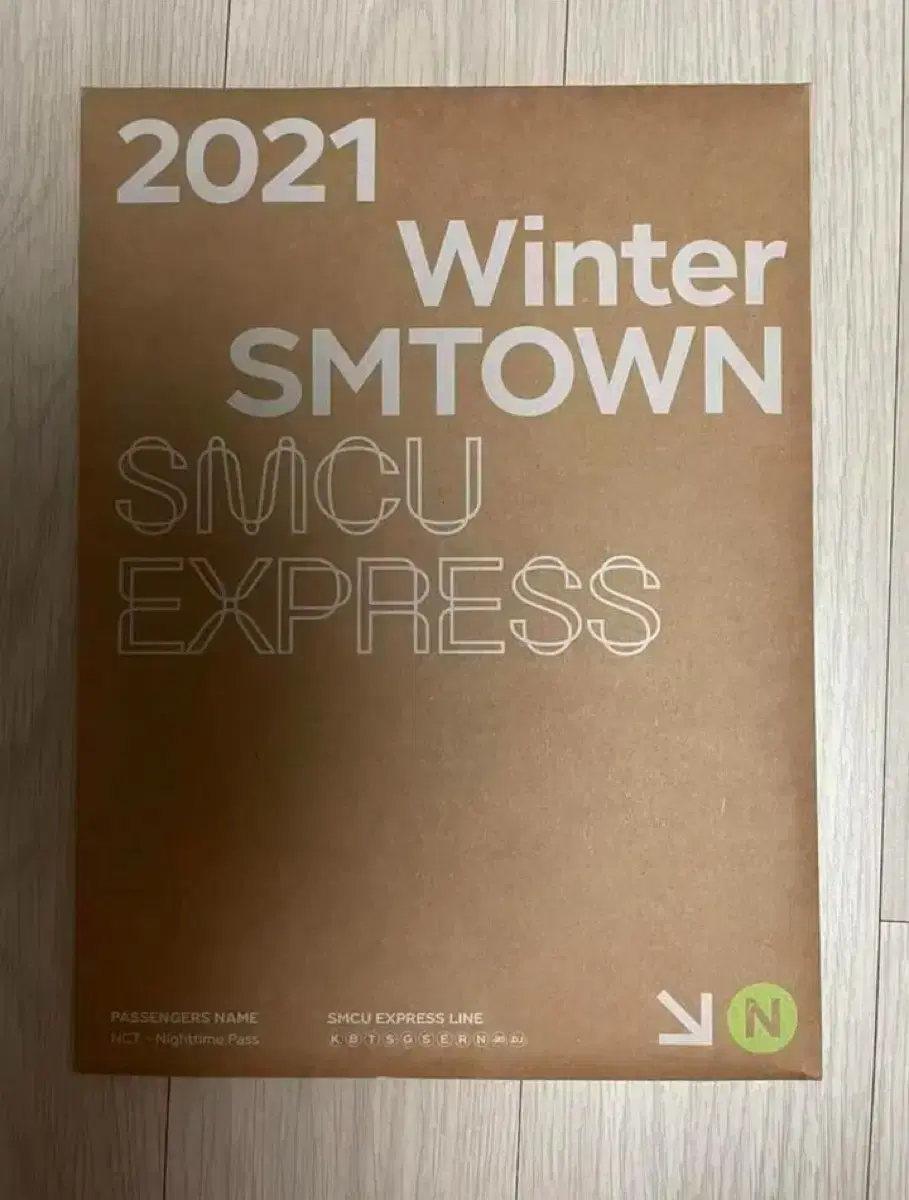 2021
Winter
SMTOWN
SMCU
EXPRESS
PASSENGERS NAME
NCT - Nighttime Pass
SMCU EXPRESS LINE
K B T S G S E R N
N